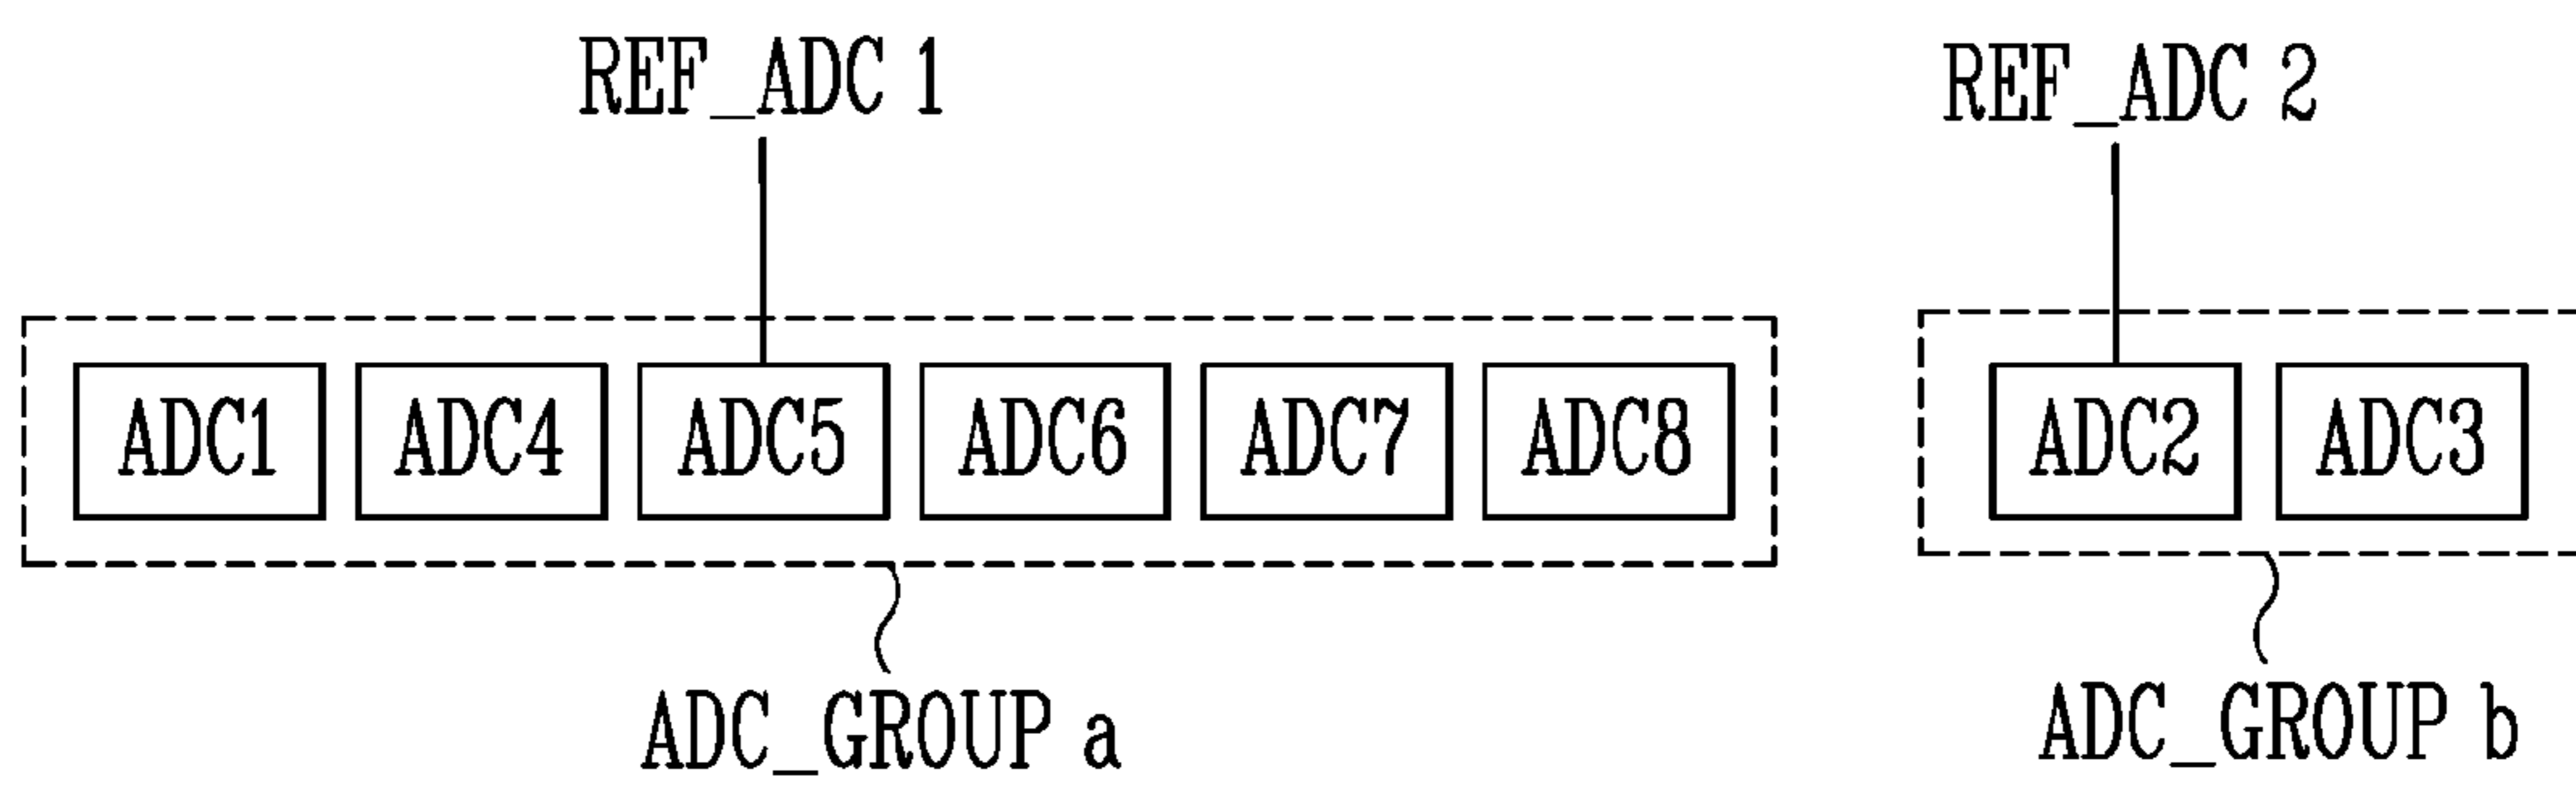 REF_ADC 1
REF_ADC 2
ADC1 ADC4 ADC5 ADC6 ADC7 ADC8 ADC2 ADC3
ADC_GROUP a
ADC_GROUP b